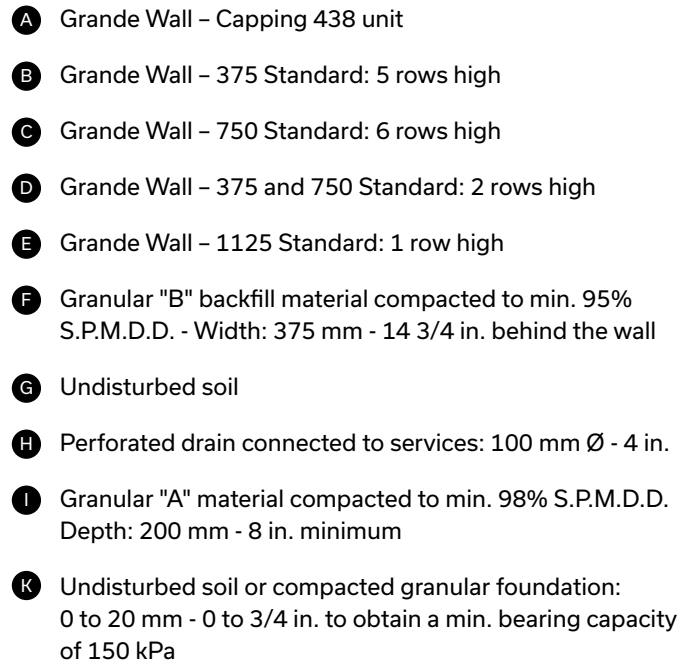 A Grande Wall – Capping 438 unit
B Grande Wall – 375 Standard: 5 rows high
C Grande Wall – 750 Standard: 6 rows high
D Grande Wall – 375 and 750 Standard: 2 rows high
E Grande Wall – 1125 Standard: 1 row high
F Granular "B" backfill material compacted to min. 95%
S.P.M.D.D. - Width: 375 mm - 14 3/4 in. behind the wall
G Undisturbed soil
H Perforated drain connected to services: 100 mm Ø - 4 in.
I Granular "A" material compacted to min. 98% S.P.M.D.D.
Depth: 200 mm - 8 in. minimum
K Undisturbed soil or compacted granular foundation:
0 to 20 mm - 0 to 3/4 in. to obtain a min. bearing capacity
of 150 kPa